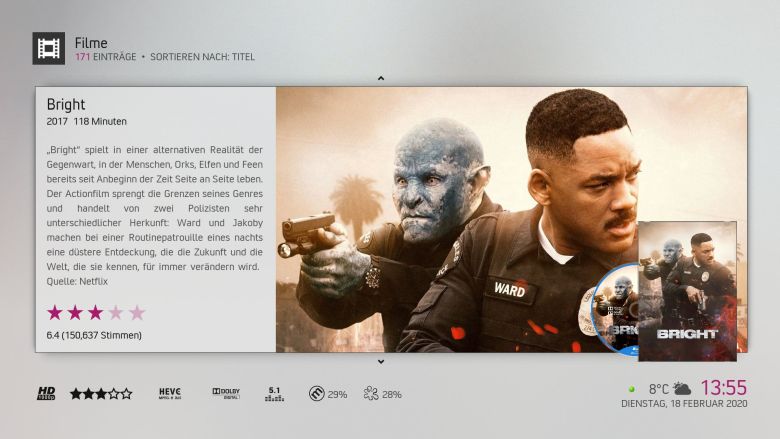 Filme
171 EINTRÄGE • SORTIEREN NACH: TITEL
Bright
2017 118 Minuten
„Bright" spielt in einer alternativen Realität der
Gegenwart, in der Menschen, Orks, Elfen und Feen
bereits seit Anbeginn der Zeit Seite an Seite leben.
Der Actionfilm sprengt die Grenzen seines Genres
und handelt von zwei Polizisten sehr
unterschiedlicher Herkunft: Ward und Jakoby
machen bei einer Routinepatrouille eines nachts
eine düstere Entdeckung, die die Zukunft und die
Welt, die sie kennen, für immer verändern wird.
Quelle: Netflix
6.4 (150,637 Stimmen)
WARD
BRIGHT
HD
1080p
HEVC
DOLBY
DIGITAL
5.1
29%
28%
8°C
13:55
DIENSTAG, 18 FEBRUAR 2020